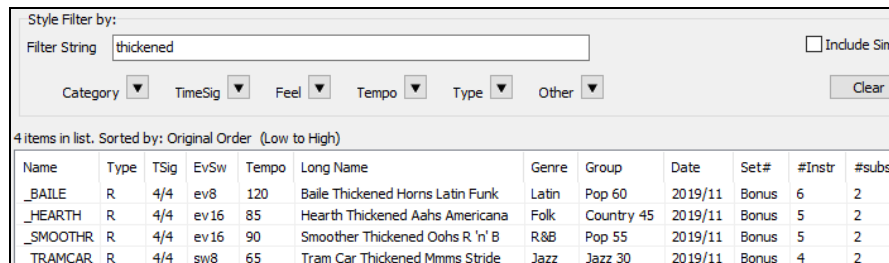 Style Filter by:
Filter String thickened Include Sim
Category TimeSig Feel Tempo Type Other Clear
4 items in list. Sorted by: Original Order (Low to High)
Name Type TSig EvSw Tempo Long Name Genre Group Date Set# #Instr #subs
_BAILE R 4/4 ev8 120 Baile Thickened Horns Latin Funk Latin Pop 60 2019/11 Bonus 6 2
_HEARTH R 4/4 ev16 85 Hearth Thickened Aahs Americana Folk Country 45 2019/11 Bonus 5 2
_SMOOTHR R 4/4 ev16 90 Smoother Thickened Oohs R 'n' B R&B Pop 55 2019/11 Bonus 5 2
_TRAMCAR R 4/4 sw8 65 Tram Car Thickened Mmms Stride Jazz Jazz 30 2019/11 Bonus 4 2